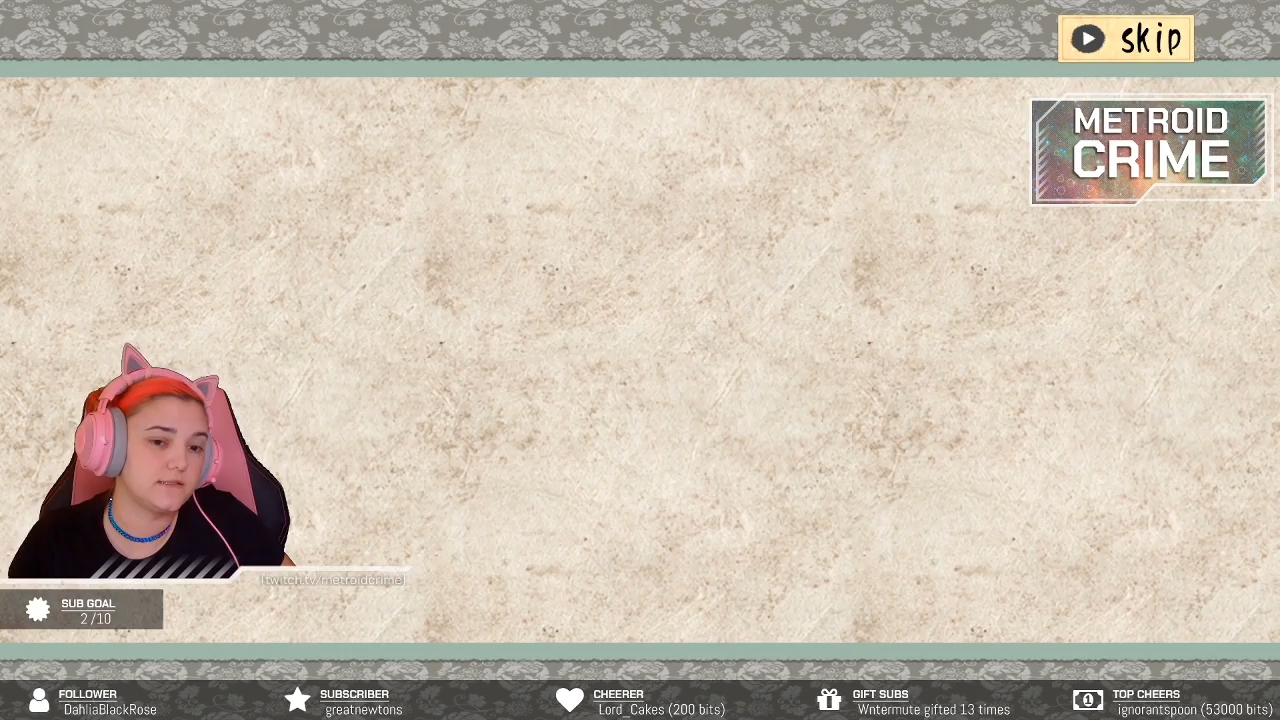 skip
METROID
CRIME
[twitch.tv/metroidcrime]
SUB GOAL
2 /10
FOLLOWER
DahliaBlackRose
SUBSCRIBER
greatnewtons
CHEERER
Lord_Cakes (200 bits)
GIFT SUBS
Wntermute gifted 13 times
TOP CHEERS
ignorantspoon (53000 bits)